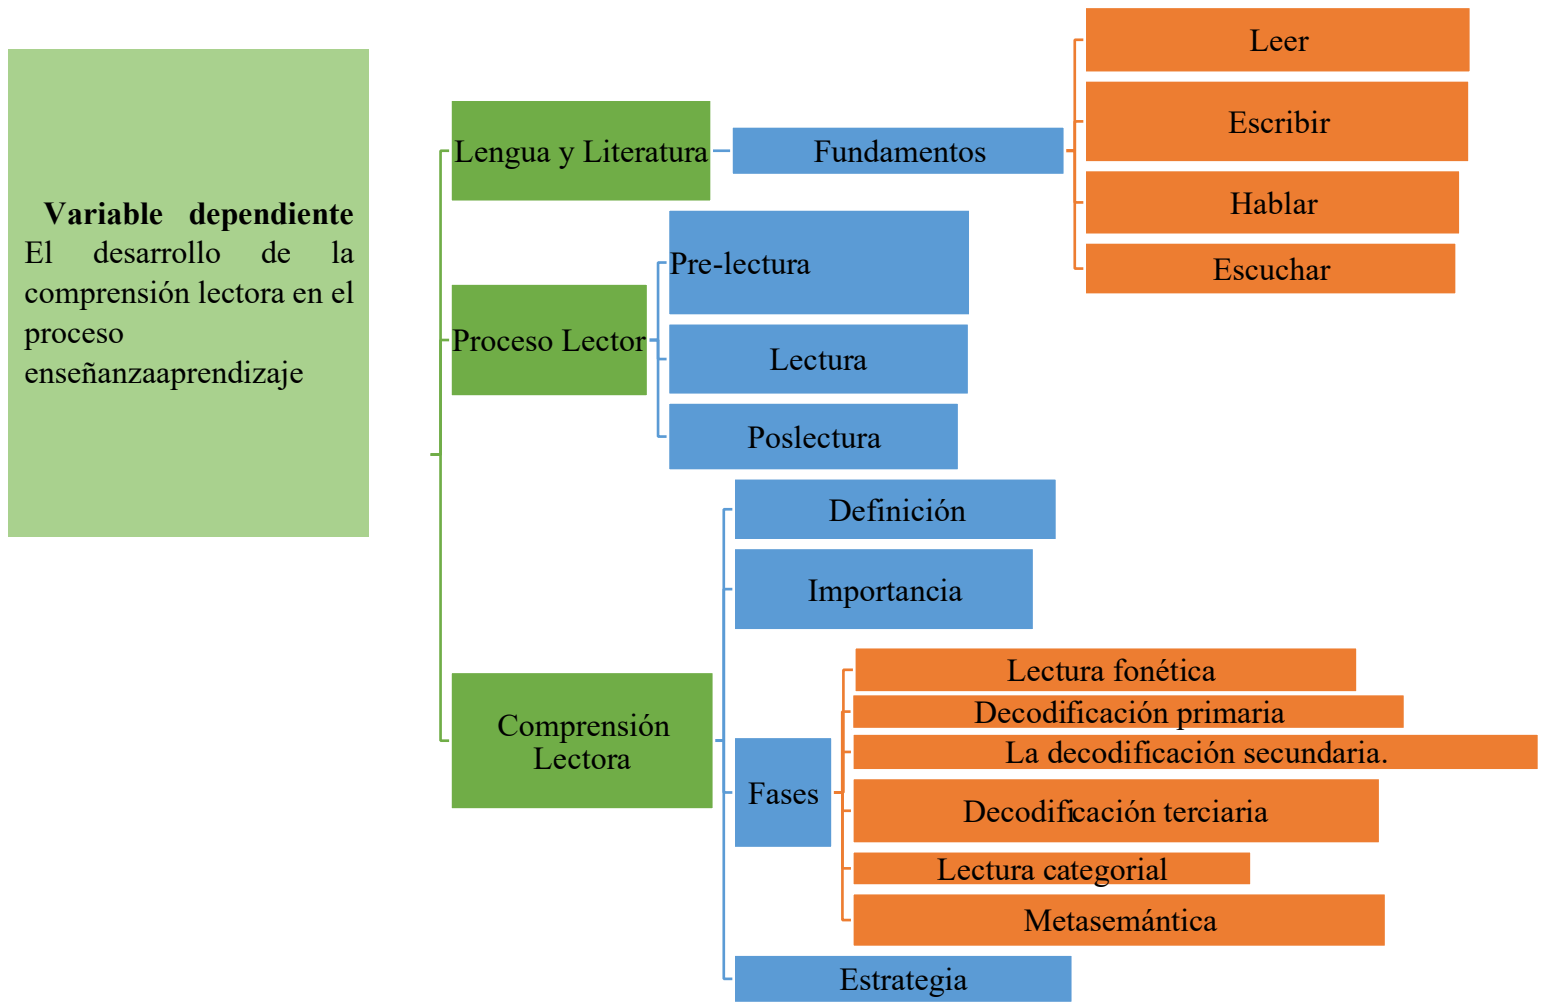 Variable dependiente
El desarrollo de la
comprensión lectora en el
proceso
enseñanzaaprendizaje
Lengua y Literatura
Fundamentos
Leer
Escribir
Hablar
Escuchar
Proceso Lector
Pre-lectura
Lectura
Poslectura
Comprensión
Lectora
Definición
Importancia
Fases
Lectura fonética
Decodificación primaria
La decodificación secundaria.
Decodificación terciaria
Lectura categorial
Metasemántica
Estrategia